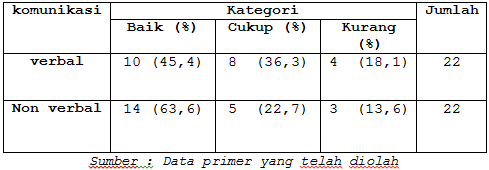 komunikasi Kategori Jumlah
Baik (%) Cukup (%) Kurang
(%)
verbal 10 (45,4) 8 (36,3) 4 (18,1) 22
Non verbal 14 (63,6) 5 (22,7) 3 (13,6) 22
Sumber : Data primer yang telah diolah